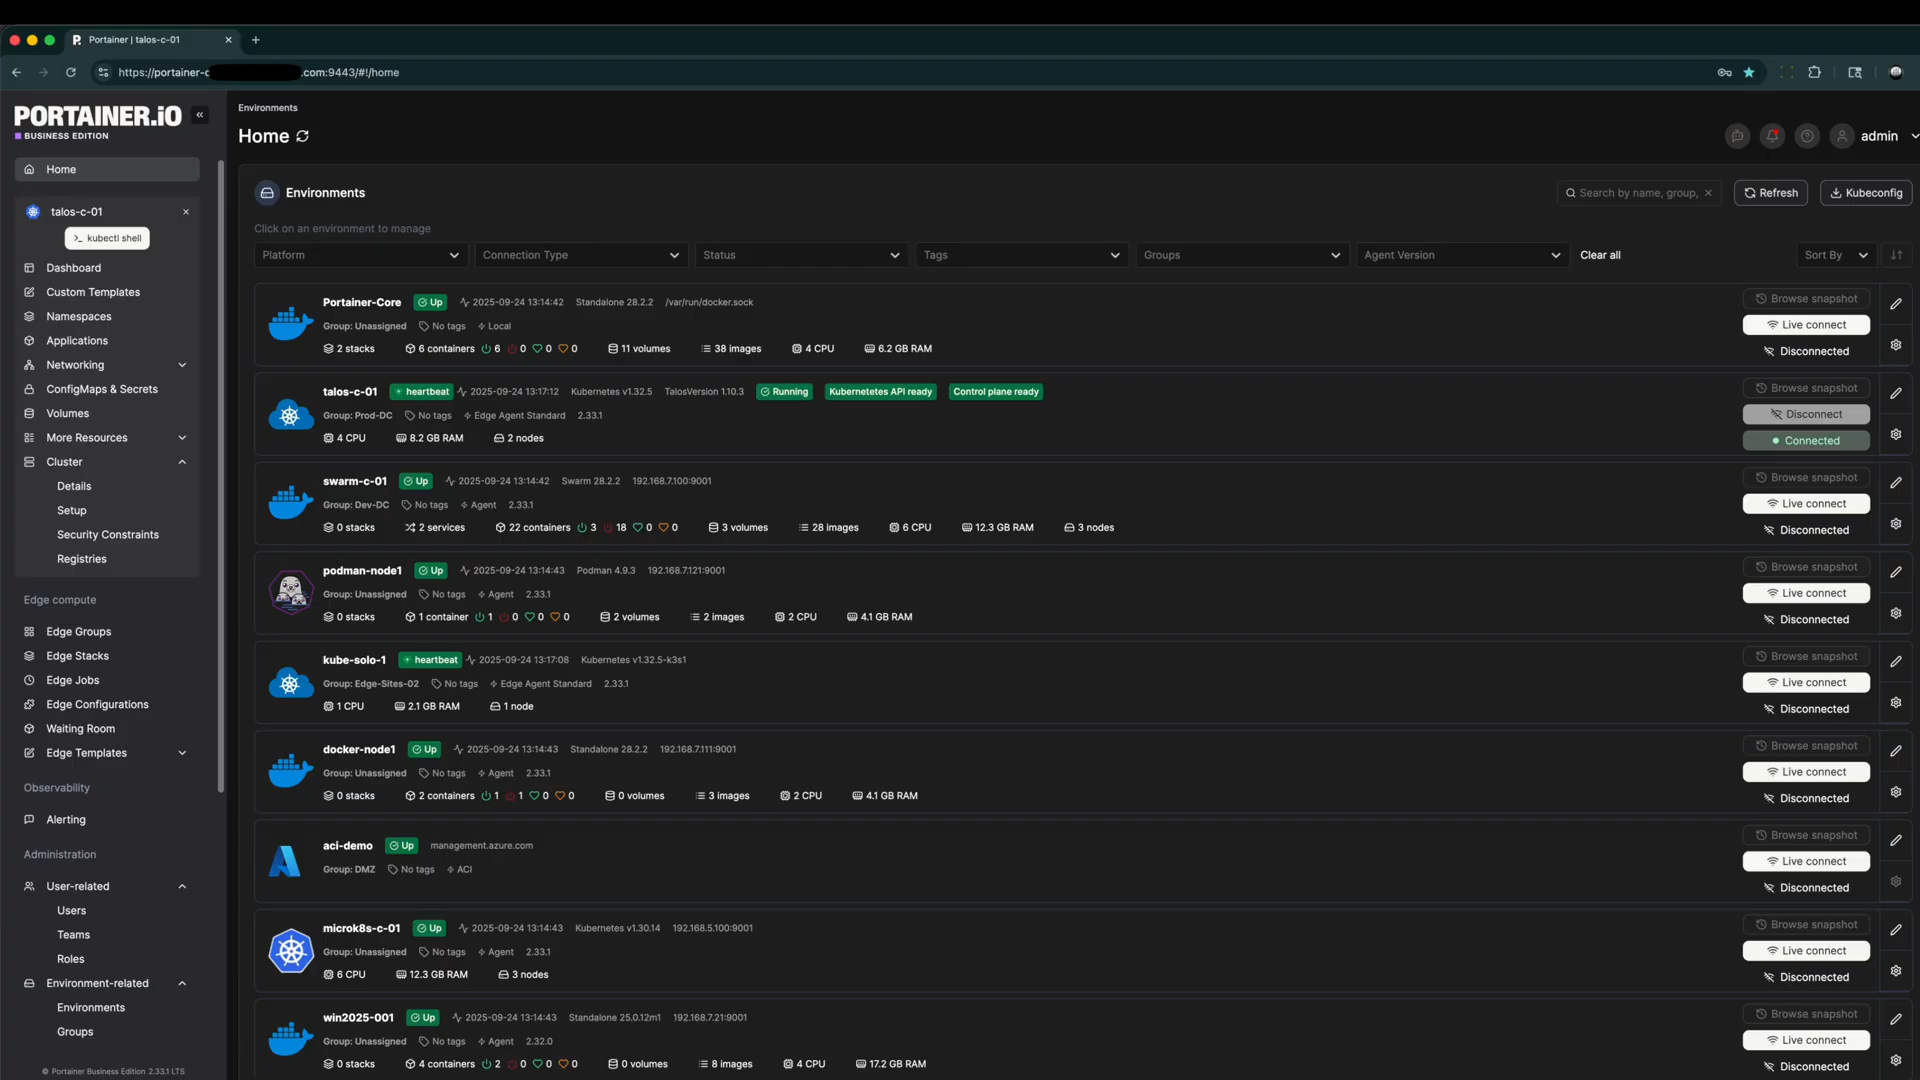 Portainer | talos-c-01
https://portainer-c .com:9443/#!/home
PORTAINER.iO
BUSINESS EDITION
Home
talos-c-01
kubectl shell
Dashboard
Custom Templates
Namespaces
Applications
Networking
ConfigMaps & Secrets
Volumes
More Resources
Cluster
Details
Setup
Security Constraints
Registries
Edge compute
Edge Groups
Edge Stacks
Edge Jobs
Edge Configurations
Waiting Room
Edge Templates
Observability
Alerting
Administration
User-related
Users
Teams
Roles
Environment-related
Environments
Groups
© Portainer Business Edition 2.33.1 LTS
Environments
Home
admin
Environments
Search by name, group,
Refresh
Kubeconfig
Click on an environment to manage
Platform Connection Type Status Tags Groups Agent Version Clear all Sort By
Portainer-Core Up 2025-09-24 13:14:42 Standalone 28.2.2 /var/run/docker.sock
Group: Unassigned No tags Local
2 stacks 6 containers 6 0 0 0 11 volumes 38 images 4 CPU 6.2 GB RAM
Browse snapshot
Live connect
Disconnected
talos-c-01 heartbeat 2025-09-24 13:17:12 Kubernetes v1.32.5 TalosVersion 1.10.3 Running Kubernetetes API ready Control plane ready
Group: Prod-DC No tags Edge Agent Standard 2.33.1
4 CPU 8.2 GB RAM 2 nodes
Browse snapshot
Disconnect
Connected
swarm-c-01 Up 2025-09-24 13:14:42 Swarm 28.2.2 192.168.7.100:9001
Group: Dev-DC No tags Agent 2.33.1
0 stacks 2 services 22 containers 3 18 0 0 3 volumes 28 images 6 CPU 12.3 GB RAM 3 nodes
Browse snapshot
Live connect
Disconnected
podman-node1 Up 2025-09-24 13:14:43 Podman 4.9.3 192.168.7.121:9001
Group: Unassigned No tags Agent 2.33.1
0 stacks 1 container 1 0 0 0 2 volumes 2 images 2 CPU 4.1 GB RAM
Browse snapshot
Live connect
Disconnected
kube-solo-1 heartbeat 2025-09-24 13:17:08 Kubernetes v1.32.5-k3s1
Group: Edge-Sites-02 No tags Edge Agent Standard 2.33.1
1 CPU 2.1 GB RAM 1 node
Browse snapshot
Live connect
Disconnected
docker-node1 Up 2025-09-24 13:14:43 Standalone 28.2.2 192.168.7.111:9001
Group: Unassigned No tags Agent 2.33.1
0 stacks 2 containers 1 1 0 0 0 volumes 3 images 2 CPU 4.1 GB RAM
Browse snapshot
Live connect
Disconnected
aci-demo Up management.azure.com
Group: DMZ No tags ACI
Browse snapshot
Live connect
Disconnected
microk8s-c-01 Up 2025-09-24 13:14:43 Kubernetes v1.30.14 192.168.5.100:9001
Group: Unassigned No tags Agent 2.33.1
6 CPU 12.3 GB RAM 3 nodes
Browse snapshot
Live connect
Disconnected
win2025-001 Up 2025-09-24 13:14:43 Standalone 25.0.12m1 192.168.7.21:9001
Group: Unassigned No tags Agent 2.32.0
0 stacks 4 containers 2 0 0 0 0 volumes 8 images 4 CPU 17.2 GB RAM
Browse snapshot
Live connect
Disconnected